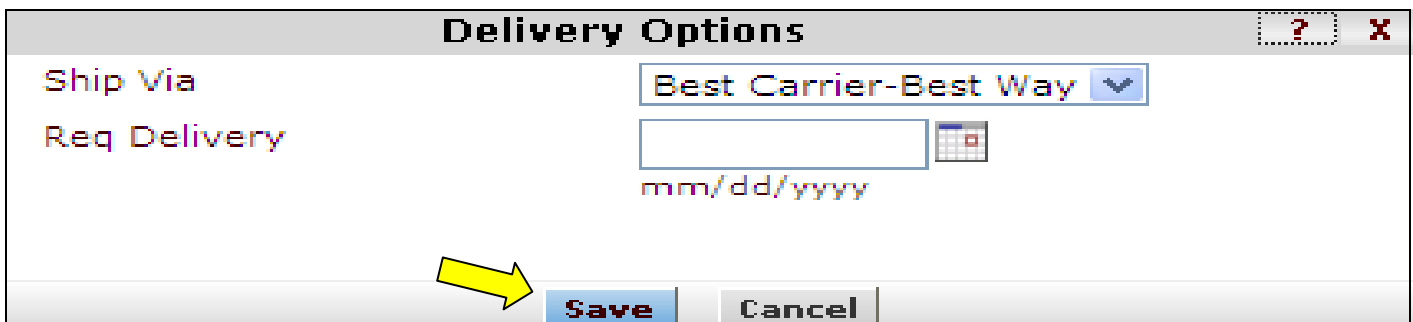 Delivery Options ? X
Ship Via Best Carrier-Best Way
Req Delivery
mm/dd/yyyy
Save Cancel